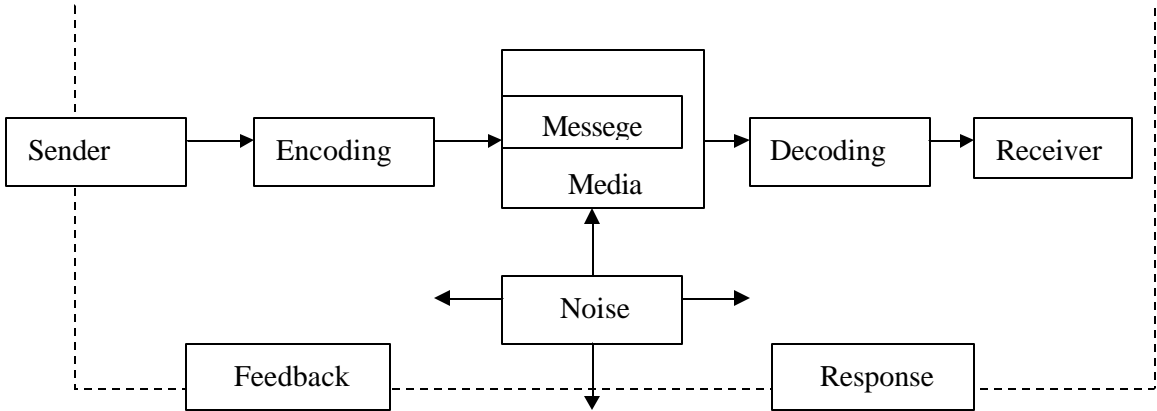 Sender
Encoding
Messege
Media
Decoding
Receiver
Noise
Feedback
Response